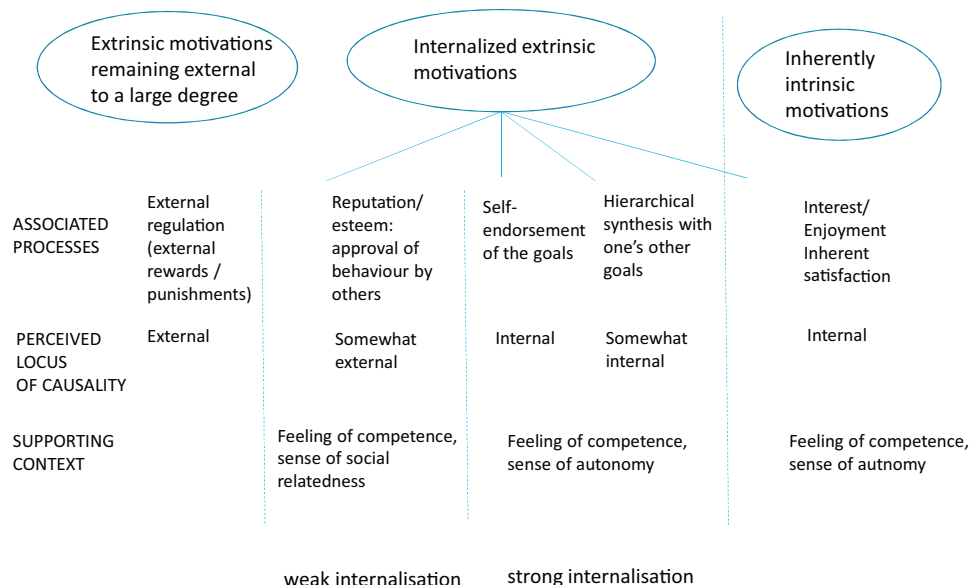 Extrinsic motivations
remaining external
to a large degree
Internalized extrinsic
motivations
Inherently
intrinsic
motivations
ASSOCIATED
PROCESSES
External
regulation
(external
rewards /
punishments)
Reputation/
esteem:
approval of
behaviour by
others
Self-
endorsement
of the goals
Hierarchical
synthesis with
one's other
goals
Interest/
Enjoyment
Inherent
satisfaction
PERCEIVED
LOCUS
OF CAUSALITY
External
Somewhat
external
Internal
Somewhat
internal
Internal
SUPPORTING
CONTEXT
Feeling of competence,
sense of social
relatedness
Feeling of competence,
sense of autonomy
Feeling of competence,
sense of autnomy
weak internalisation
strong internalisation